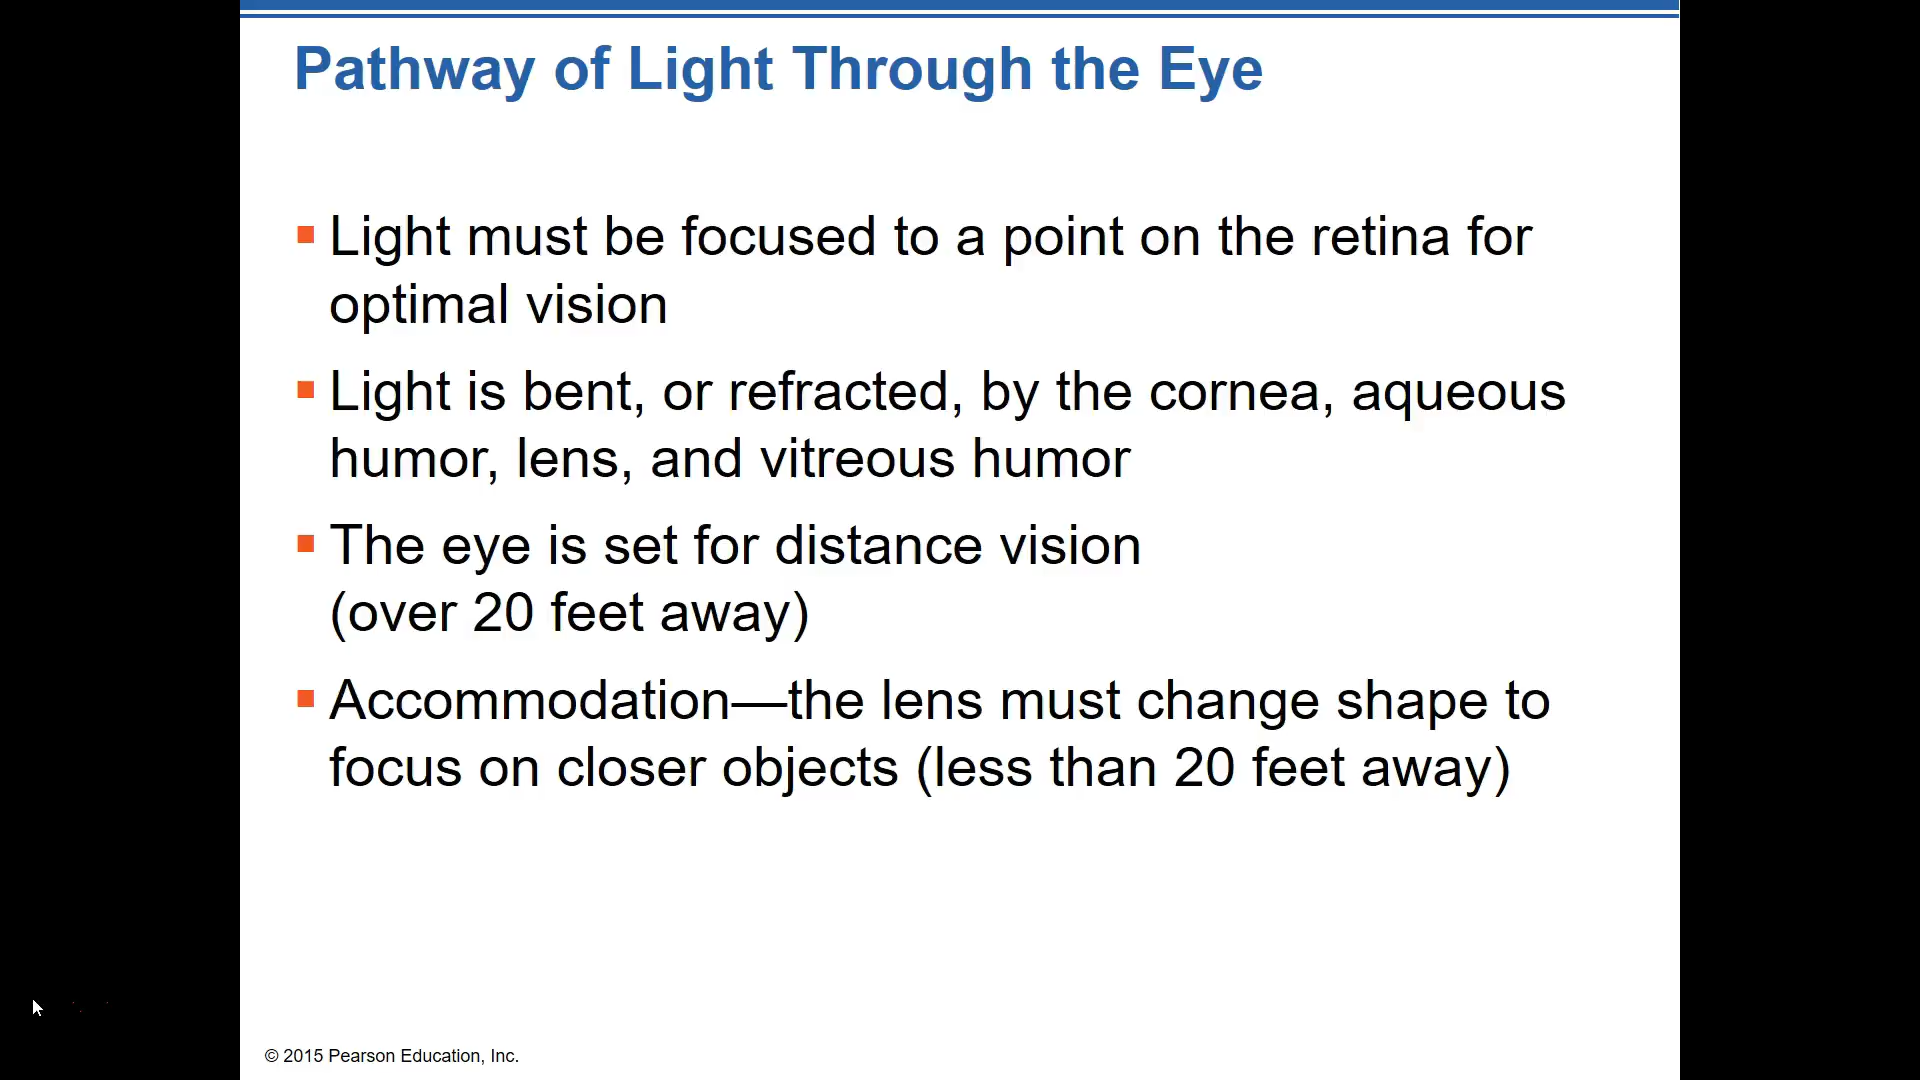 Pathway of Light Through the Eye
▪ Light must be focused to a point on the retina for
optimal vision
▪ Light is bent, or refracted, by the cornea, aqueous
humor, lens, and vitreous humor
▪ The eye is set for distance vision
(over 20 feet away)
▪ Accommodation—the lens must change shape to
focus on closer objects (less than 20 feet away)
© 2015 Pearson Education, Inc.